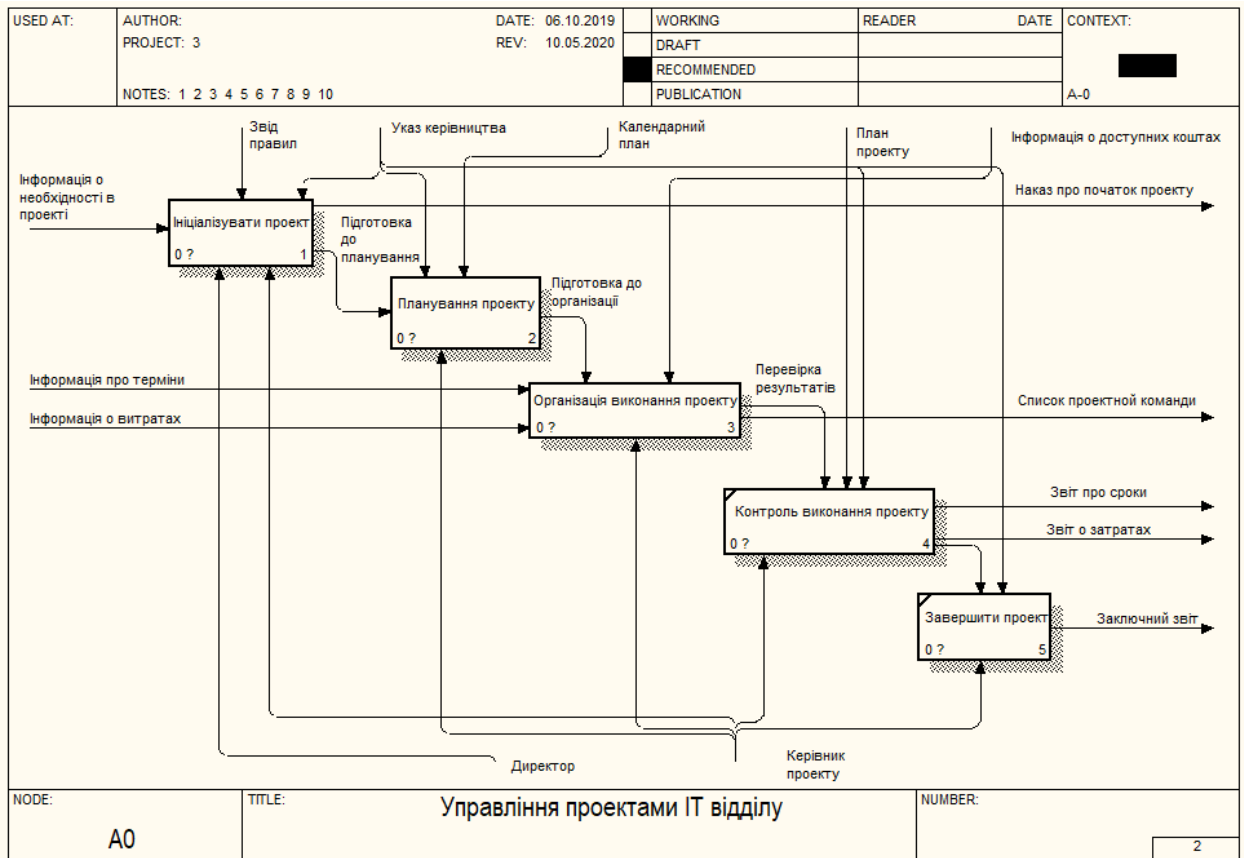 USED AT:
AUTHOR:
DATE: 06.10.2019
PROJECT: 3
REV: 10.05.2020
NOTES: 1 2 3 4 5 6 7 8 9 10
WORKING
DRAFT
RECOMMENDED
PUBLICATION
READER
DATE
CONTEXT:
A-0
Звід
правил
Указ керівництва
Календарний
план
План
проекту
Інформація о доступних коштах
Інформація о
необхідності в
проекті
Наказ про початок проекту
Ініціалізувати проект
0 ?
1
Підготовка
до
планування
Планування проекту
0 ?
2
Підготовка до
організації
Інформація про терміни
Інформація о витратах
Організація виконання проекту
0 ?
3
Перевірка
результатів
Список проектной команди
Контроль виконання проекту
0 ?
4
Звіт про сроки
Звіт о затратах
Завершити проект
0 ?
5
Заключний звіт
Директор
Керівник
проекту
NODE:
A0
TITLE:
Управління проектами ІТ відділу
NUMBER:
2